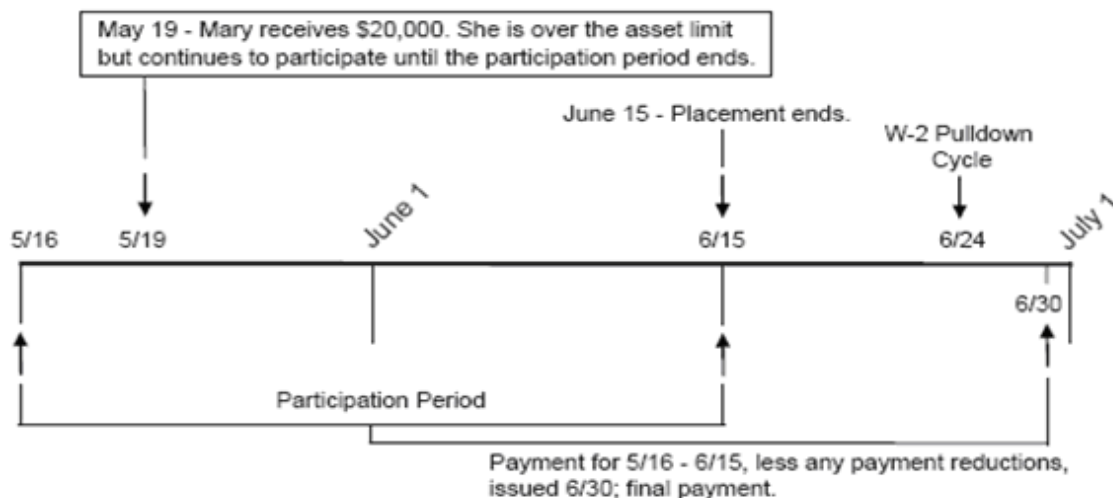 May 19 - Mary receives $20,000. She is over the asset limit
but continues to participate until the participation period ends.
June 15 - Placement ends.
W-2 Pulldown
Cycle
5/16
5/19
June 1
6/15
6/24
July 1
6/30
Participation Period
Payment for 5/16 - 6/15, less any payment reductions,
issued 6/30; final payment.